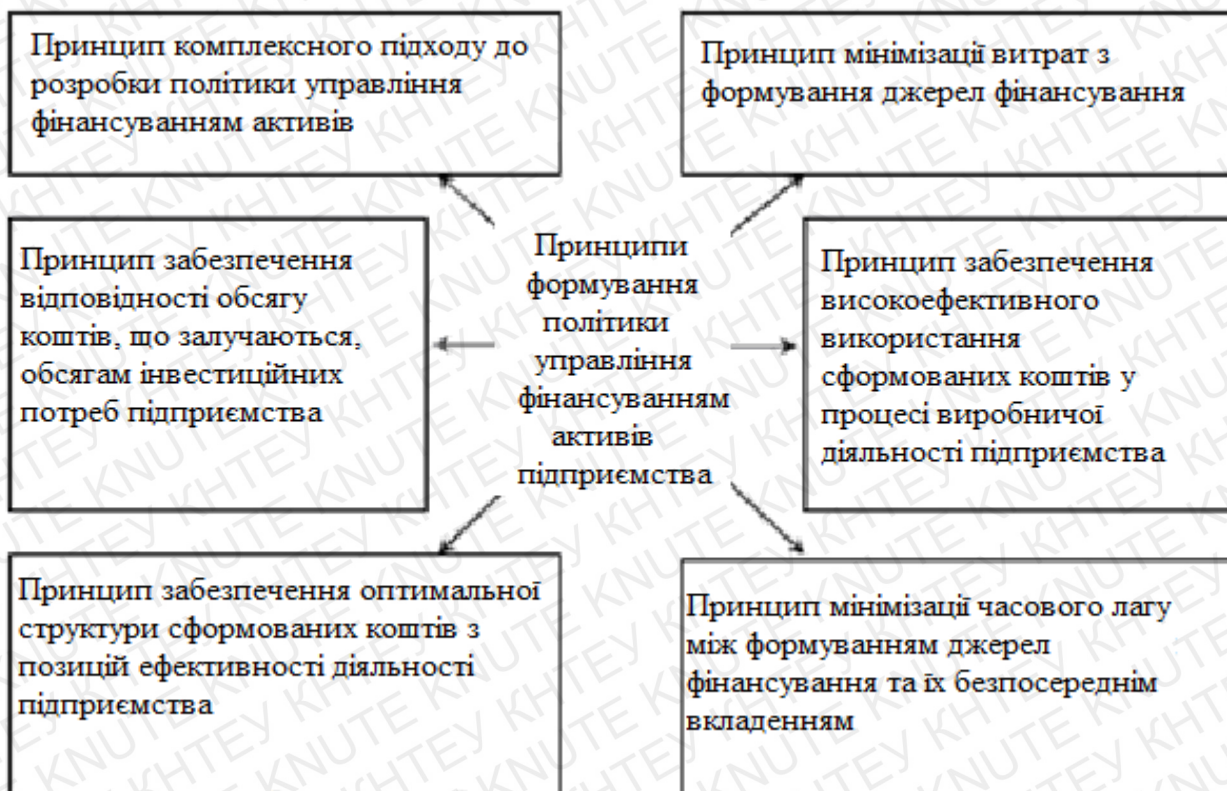 Принцип комплексного підходу до
розробки політики управління
фінансуванням активів
Принцип мінімізації витрат з
формування джерел фінансування
Принцип забезпечення
відповідності обсягу
коштів, що залучаються,
обсягам інвестиційних
потреб підприємства
Принципи
формування
політики
управління
фінансуванням
активів
підприємства
Принцип забезпечення
високоефективного
використання
сформованих коштів у
процесі виробничої
діяльності підприємства
Принцип забезпечення оптимальної
структури сформованих коштів з
позицій ефективності діяльності
підприємства
Принцип мінімізації часового лагу
між формуванням джерел
фінансування та їх безпосереднім
вкладенням